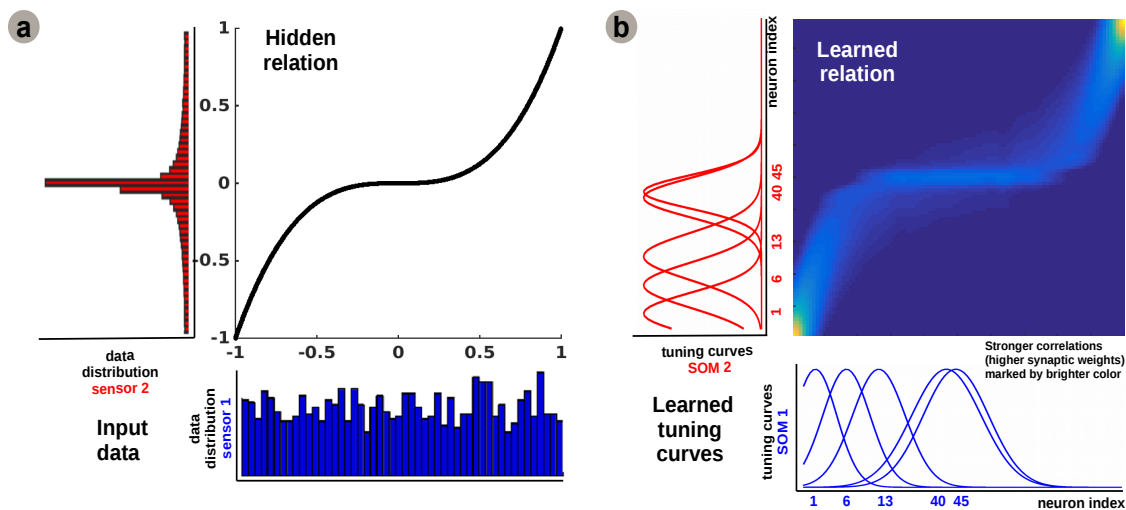 a
Hidden
relation
1
0.5
0
-0.5
-1
-1
-0.5
0
0.5
1
data
distribution
sensor 2
Input
data
data
distribution
sensor 1
b
neuron index
45
40
13
6
1
Learned
relation
tuning curves
SOM 2
Stronger correlations
(higher synaptic weights)
marked by brighter color
Learned
tuning
curves
tuning curves
SOM 1
1
6
13
40
45
neuron index